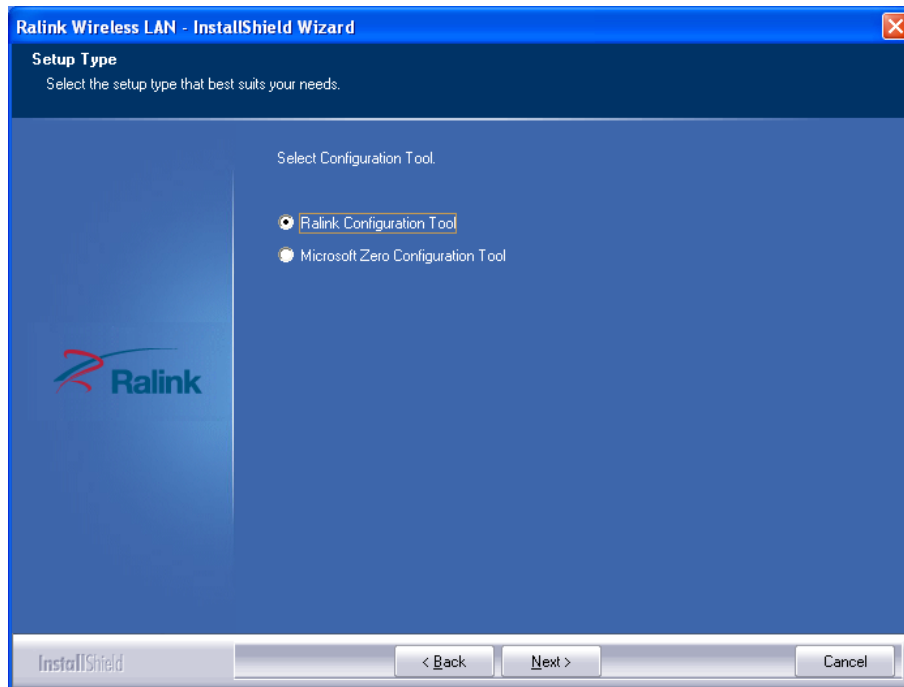 Ralink Wireless LAN - InstallShield Wizard
Setup Type
Select the setup type that best suits your needs.
Select Configuration Tool.
Ralink Configuration Tool
Microsoft Zero Configuration Tool
Ralink
InstallShield
< Back
Next >
Cancel